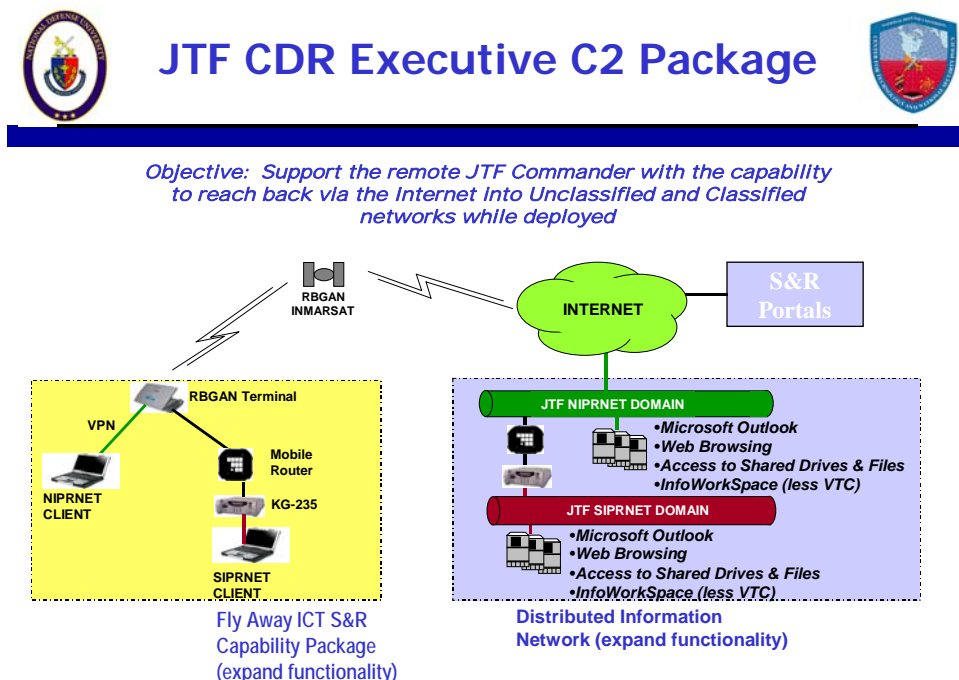 JTF CDR Executive C2 Package
NATIONAL DEFENSE UNIVERSITY
Objective: Support the remote JTF Commander with the capability
to reach back via the Internet into Unclassified and Classified
networks while deployed
RBGAN
INMARSAT
INTERNET
S&R
Portals
RBGAN Terminal
VPN
NIPRNET
CLIENT
Mobile
Router
KG-235
SIPRNET
CLIENT
JTF NIPRNET DOMAIN
•Microsoft Outlook
•Web Browsing
•Access to Shared Drives & Files
•InfoWorkSpace (less VTC)
JTF SIPRNET DOMAIN
•Microsoft Outlook
•Web Browsing
•Access to Shared Drives & Files
•InfoWorkSpace (less VTC)
Fly Away ICT S&R
Capability Package
(expand functionality)
Distributed Information
Network (expand functionality)